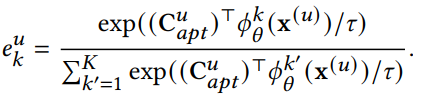 $$e_k^u = \frac{\exp((\mathbf{C}_{apt}^u)^\top \phi_\theta^k(\mathbf{x}^{(u)})/\tau)}{\sum_{k'=1}^K \exp((\mathbf{C}_{apt}^u)^\top \phi_\theta^{k'}(\mathbf{x}^{(u)})/\tau)}.$$